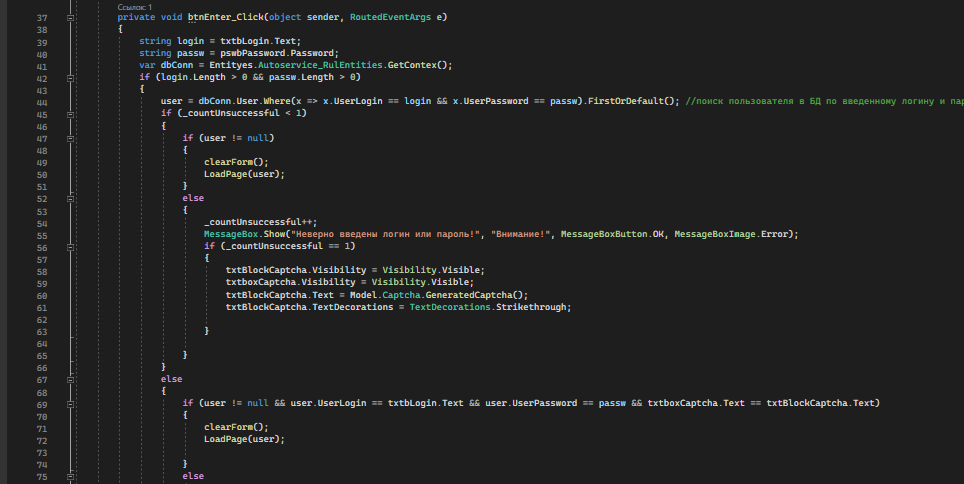 Ссылок: 1
37 private void btnEnter_Click(object sender, RoutedEventArgs e)
38 {
39 string login = txtbLogin.Text;
40 string passw = pswbPassword.Password;
41 var dbConn = Entityes.Autoservice_RulEntities.GetContex();
42 if (login.Length > 0 && passw.Length > 0)
43 {
44 user = dbConn.User.Where(x => x.UserLogin == login && x.UserPassword == passw).FirstOrDefault(); //поиск пользователя в БД по введенному логину и пар
45 if (_countUnsuccessful < 1)
46 {
47 if (user != null)
48 {
49 clearForm();
50 LoadPage(user);
51 }
52 else
53 {
54 _countUnsuccessful++;
55 MessageBox.Show("Неверно введены логин или пароль!", "Внимание!", MessageBoxButton.OK, MessageBoxImage.Error);
56 if (_countUnsuccessful == 1)
57 {
58 txtBlockCaptcha.Visibility = Visibility.Visible;
59 txtboxCaptcha.Visibility = Visibility.Visible;
60 txtBlockCaptcha.Text = Model.Captcha.GeneratedCaptcha();
61 txtBlockCaptcha.TextDecorations = TextDecorations.Strikethrough;
62
63 }
64
65 }
66 }
67 else
68 {
69 if (user != null && user.UserLogin == txtbLogin.Text && user.UserPassword == passw && txtboxCaptcha.Text == txtBlockCaptcha.Text)
70 {
71 clearForm();
72 LoadPage(user);
73
74 }
75 else